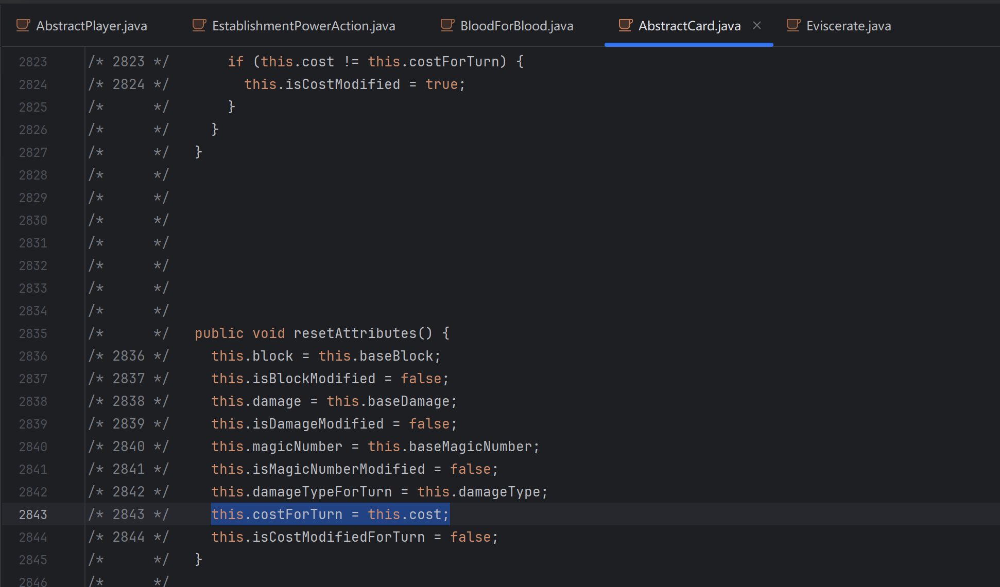 AbstractPlayer.java EstablishmentPowerAction.java BloodForBlood.java AbstractCard.java Eviscerate.java
2823 /* 2823 */ if (this.cost != this.costForTurn) {
2824 /* 2824 */ this.isCostModified = true;
2825 /* */ }
2826 /* */ }
2827 /* */ }
2828 /* */
2829 /* */
2830 /* */
2831 /* */
2832 /* */
2833 /* */
2834 /* */
2835 /* */ public void resetAttributes() {
2836 /* 2836 */ this.block = this.baseBlock;
2837 /* 2837 */ this.isBlockModified = false;
2838 /* 2838 */ this.damage = this.baseDamage;
2839 /* 2839 */ this.isDamageModified = false;
2840 /* 2840 */ this.magicNumber = this.baseMagicNumber;
2841 /* 2841 */ this.isMagicNumberModified = false;
2842 /* 2842 */ this.damageTypeForTurn = this.damageType;
2843 /* 2843 */ this.costForTurn = this.cost;
2844 /* 2844 */ this.isCostModifiedForTurn = false;
2845 /* */ }
2846 /* */